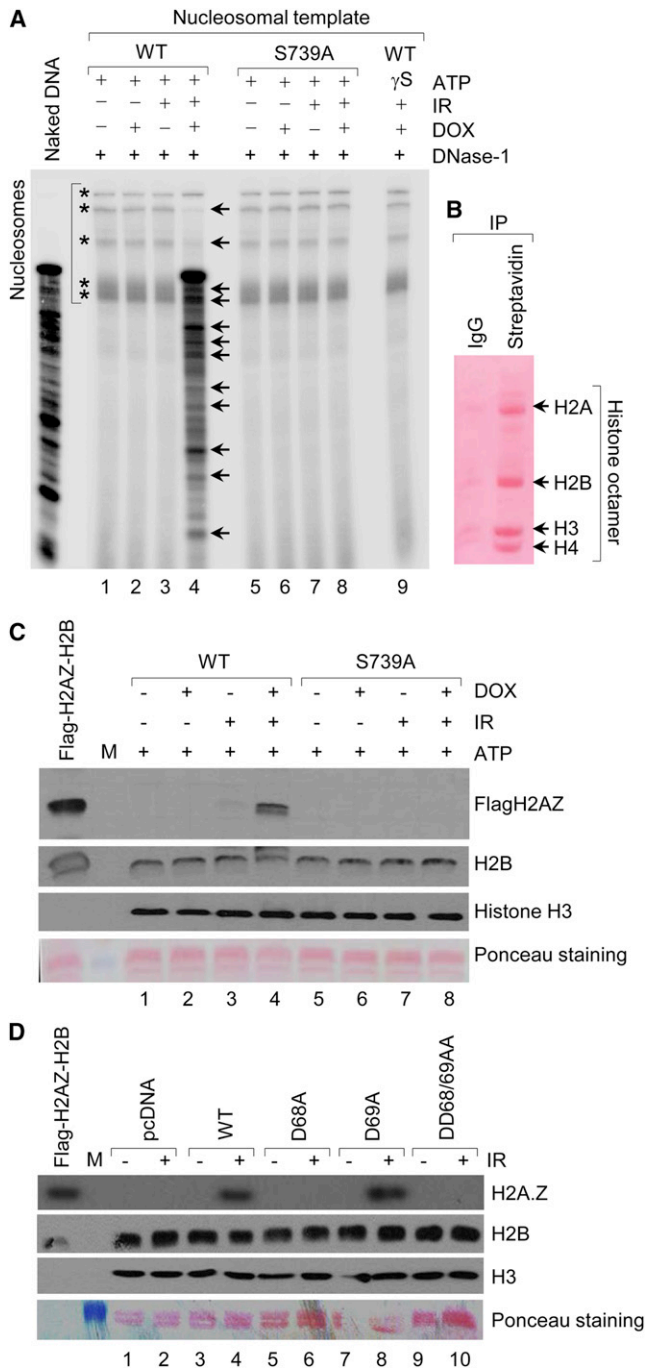 A
Nucleosomal template
Naked DNA
WT
S739A
WT
+ + + + + + + + γS ATP
- - + + - - + + + IR
- + - + - + - + + DOX
+ + + + + + + + + DNase-1
Nucleosomes
*
*
*
*
*
1 2 3 4 5 6 7 8 9
B
IP
IgG
Streptavidin
H2A
H2B
H3
H4
Histone octamer
C
Flag-H2AZ-H2B
M
WT
S739A
- + - + - + - + DOX
- - + + - - + + IR
+ + + + + + + + ATP
FlagH2AZ
H2B
Histone H3
Ponceau staining
1 2 3 4 5 6 7 8
D
Flag-H2AZ-H2B
M
pcDNA
WT
D68A
D69A
DD68/69AA
- + - + - + - + - + IR
H2A.Z
H2B
H3
Ponceau staining
1 2 3 4 5 6 7 8 9 10